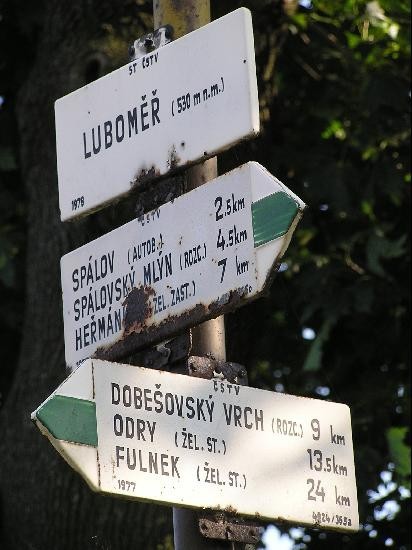 ST ČSTV
LUBOMĚŘ (530 m n.m.)
1978
ČSTV
SPÁLOV (AUTOB.) 2.5 KM
SPÁLOVSKÝ MLÝN (ROZC.) 4.5 KM
ŽEL. ZAST.) 7 KM
ČSTV
DOBEŠOVSKÝ VRCH (ROZC.) 9 KM
ODRY (ŽEL. ST.) 13.5 KM
FULNEK (ŽEL. ST.) 24 KM
1977
4024/365a